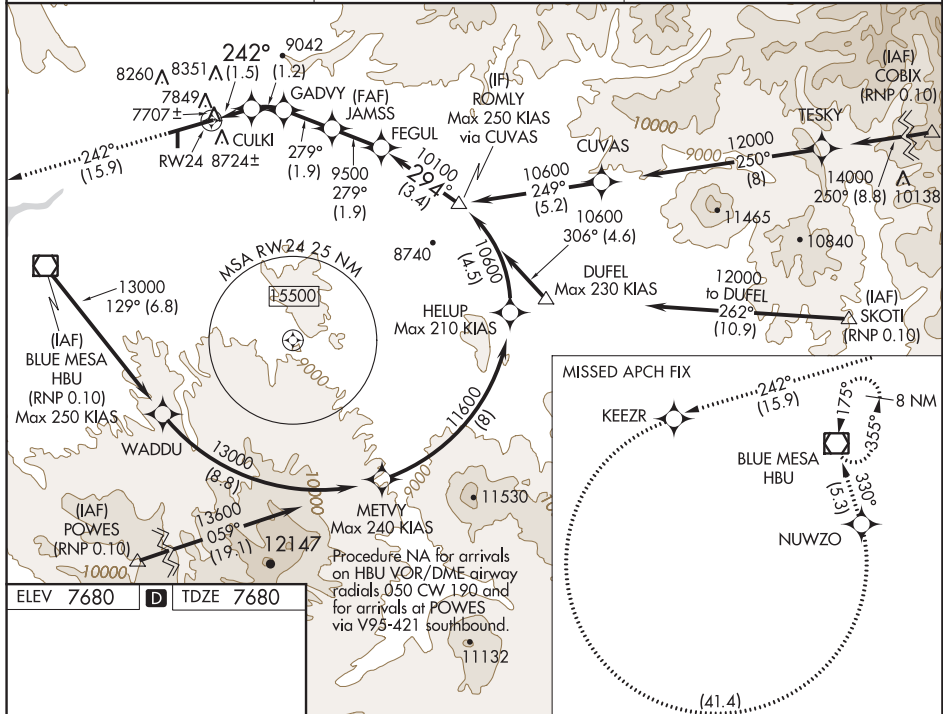 242°
(1.5)
9042
(1.2)
8260
8351
7849
7707 ±
GADVY
(FAF)
JAMSS
FEGUL
CULKI
RW24
8724±
242°
(15.9)
279°
(1.9)
9500
279°
(1.9)
10100
294°
(3.4)
(IF)
ROMLY
Max 250 KIAS
via CUVAS
CUVAS
10600
249°
(5.2)
TESKY
(IAF)
COBIX
(RNP 0.10)
10000
9000
12000
250°
(8)
14000
250° (8.8)
10138
11465
10840
10600
306° (4.6)
8740
10600
(4.5)
DUFEL
Max 230 KIAS
HELUP
Max 210 KIAS
12000
to DUFEL
262°
(10.9)
(IAF)
SKOTI
(RNP 0.10)
MSA RW24 25 NM
15500
9000
13000
129° (6.8)
(IAF)
BLUE MESA
HBU
(RNP 0.10)
Max 250 KIAS
WADDU
13000
(8.8)
11600
(8)
10000
9000
METVY
Max 240 KIAS
11530
(IAF)
POWES
(RNP 0.10)
13600
059°
(19.1)
12147
10000
Procedure NA for arrivals
on HBU VOR/DME airway
radials 050 CW 190 and
for arrivals at POWES
via V95-421 southbound.
11132
ELEV 7680
D
TDZE 7680
MISSED APCH FIX
242°
(15.9)
KEEZR
175°
355°
8 NM
BLUE MESA
HBU
330°
(5.3)
NUWZO
(41.4)